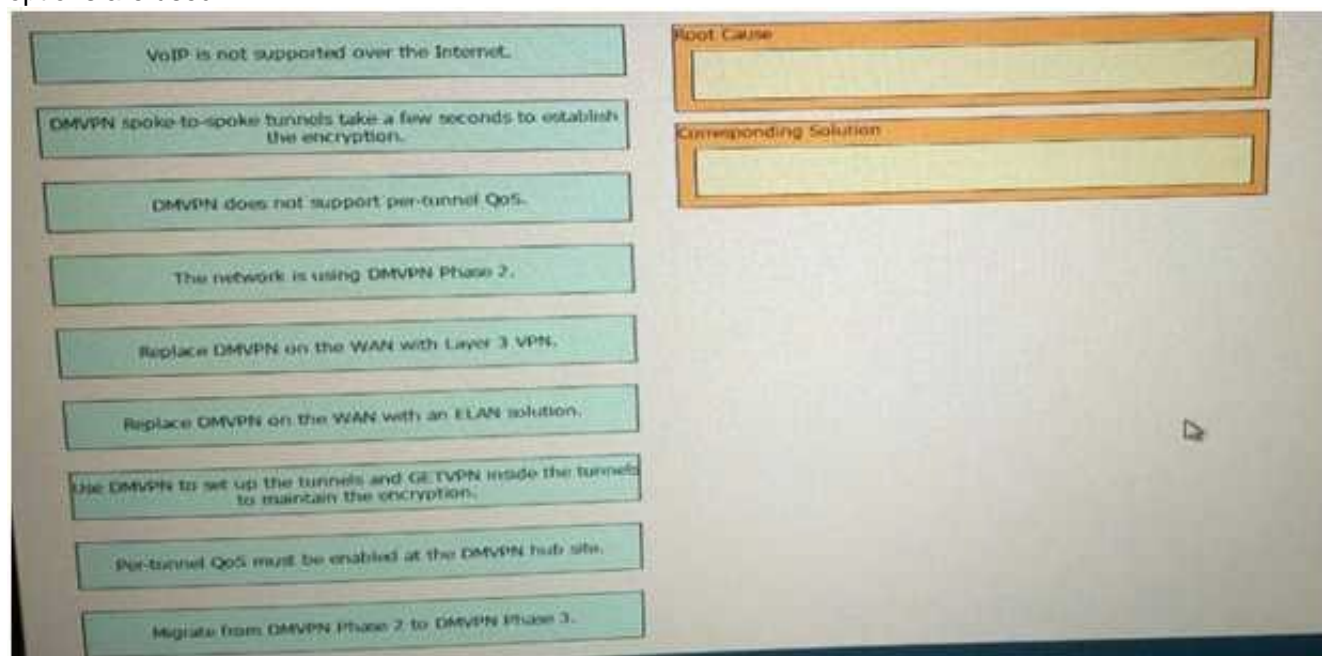 VoIP is not supported over the Internet.
DMVPN spoke-to-spoke tunnels take a few seconds to establish
the encryption.
DMVPN does not support per-tunnel QoS.
The network is using DMVPN Phase 2.
Replace DMVPN on the WAN with Layer 3 VPN.
Replace DMVPN on the WAN with an ELAN solution.
Use DMVPN to set up the tunnels and GETVPN inside the tunnels
to maintain the encryption.
Per-tunnel QoS must be enabled at the DMVPN hub site.
Migrate from DMVPN Phase 2 to DMVPN Phase 3.
Root Cause
Corresponding Solution